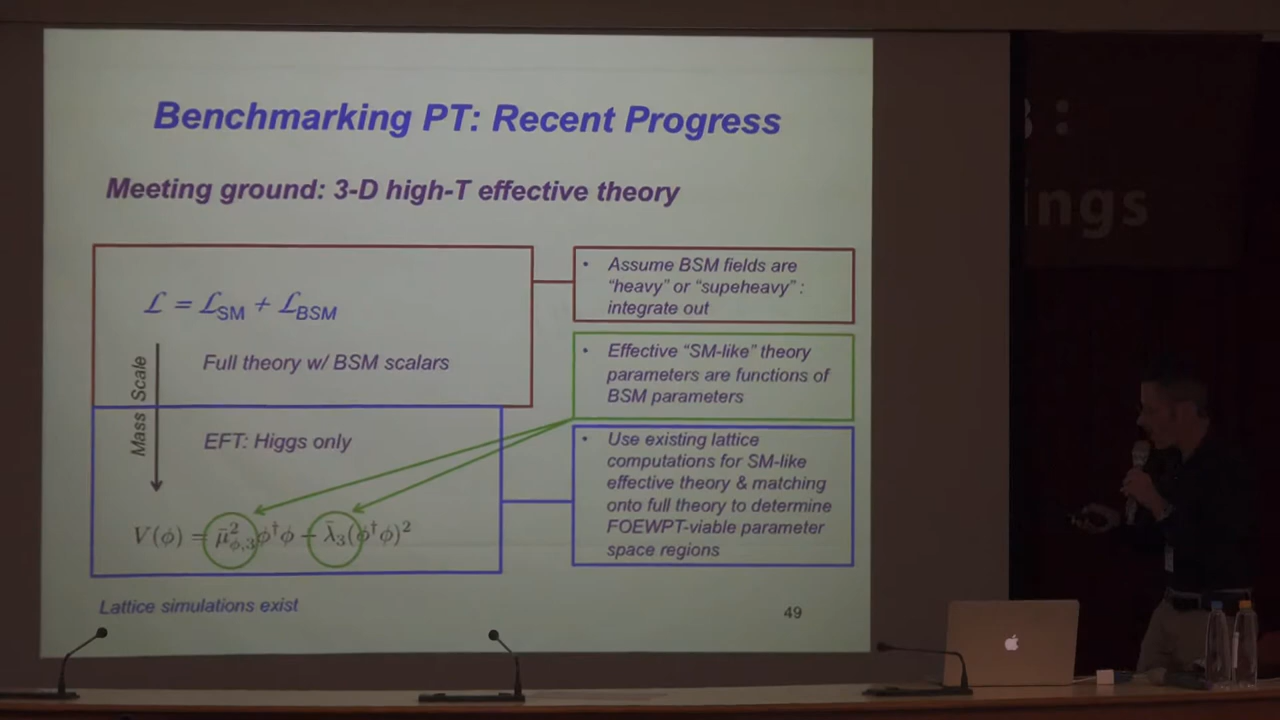 Benchmarking PT: Recent Progress
Meeting ground: 3-D high-T effective theory
ℒ = ℒSM + ℒBSM
Full theory w/ BSM scalars
Mass Scale
EFT: Higgs only
V(ϕ) = μ̄²ϕ,3 ϕ†ϕ + λ̄3(ϕ†ϕ)²
Lattice simulations exist
• Assume BSM fields are
“heavy” or “supeheavy” :
integrate out
• Effective “SM-like” theory
parameters are functions of
BSM parameters
• Use existing lattice
computations for SM-like
effective theory & matching
onto full theory to determine
FOEWPT-viable parameter
space regions
49
:
ngs